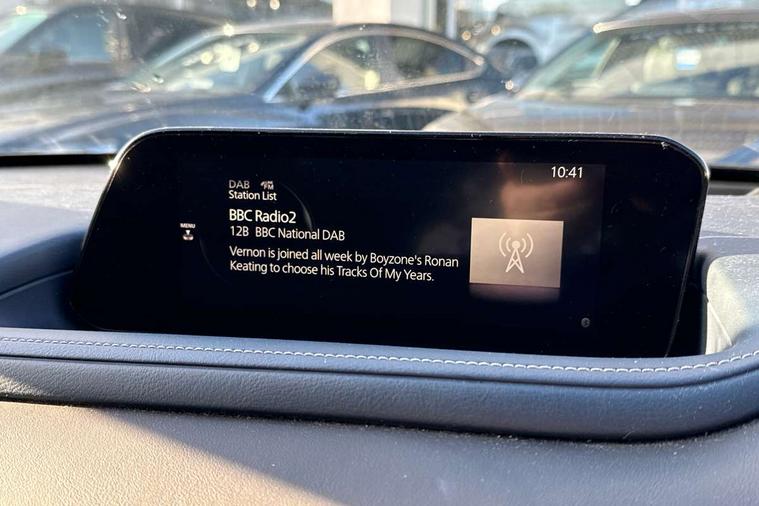 10:41
DAB FM
Station List
BBC Radio2
MENU
12B BBC National DAB
Vernon is joined all week by Boyzone's Ronan
Keating to choose his Tracks Of My Years.